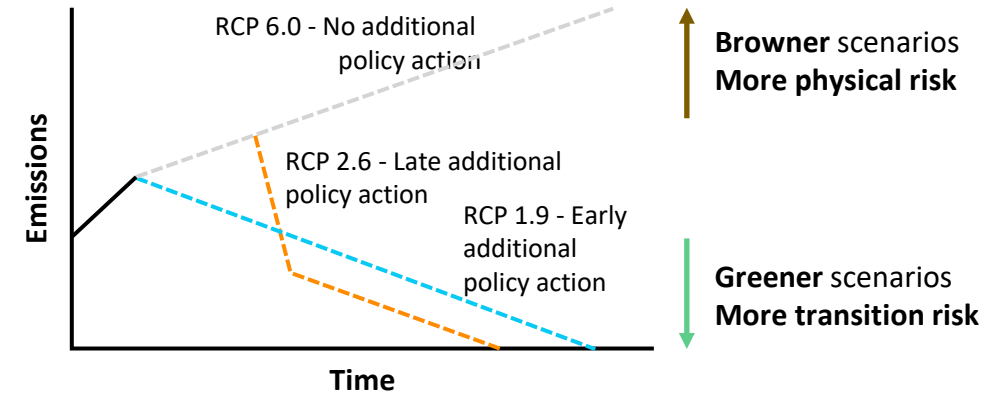 RCP 6.0 - No additional
policy action
Browner scenarios
More physical risk
Emissions
RCP 2.6 - Late additional
policy action
RCP 1.9 - Early
additional
policy action
Greener scenarios
More transition risk
Time